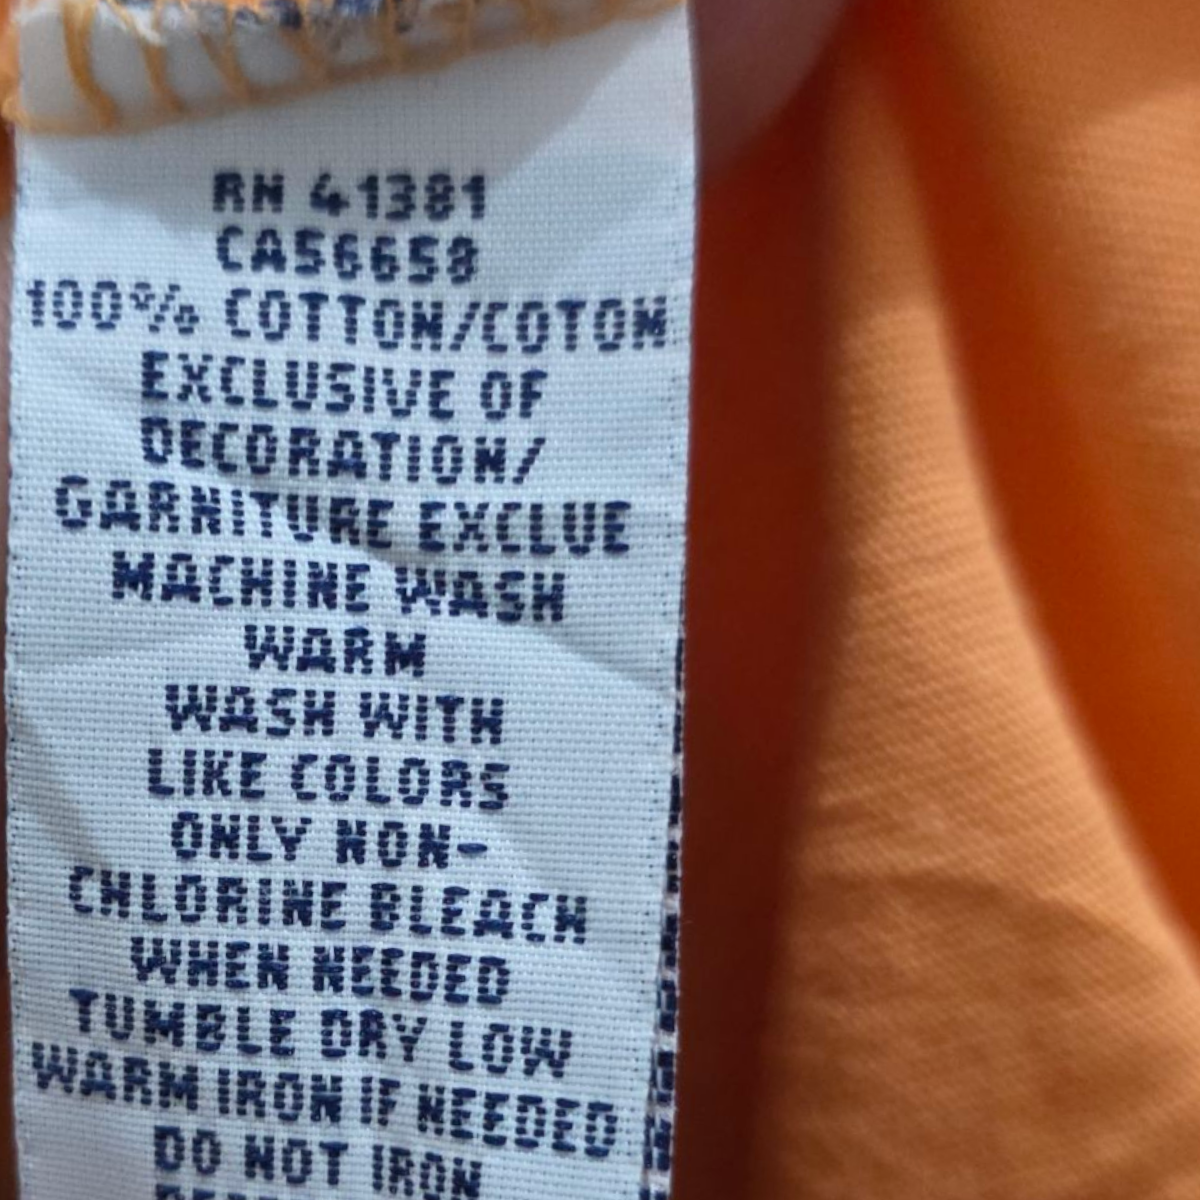 RN 41381
CA56658
100% COTTON/COTON
EXCLUSIVE OF
DECORATION/
GARNITURE EXCLUE
MACHINE WASH
WARM
WASH WITH
LIKE COLORS
ONLY NON-
CHLORINE BLEACH
WHEN NEEDED
TUMBLE DRY LOW
WARM IRON IF NEEDED
DO NOT IRON